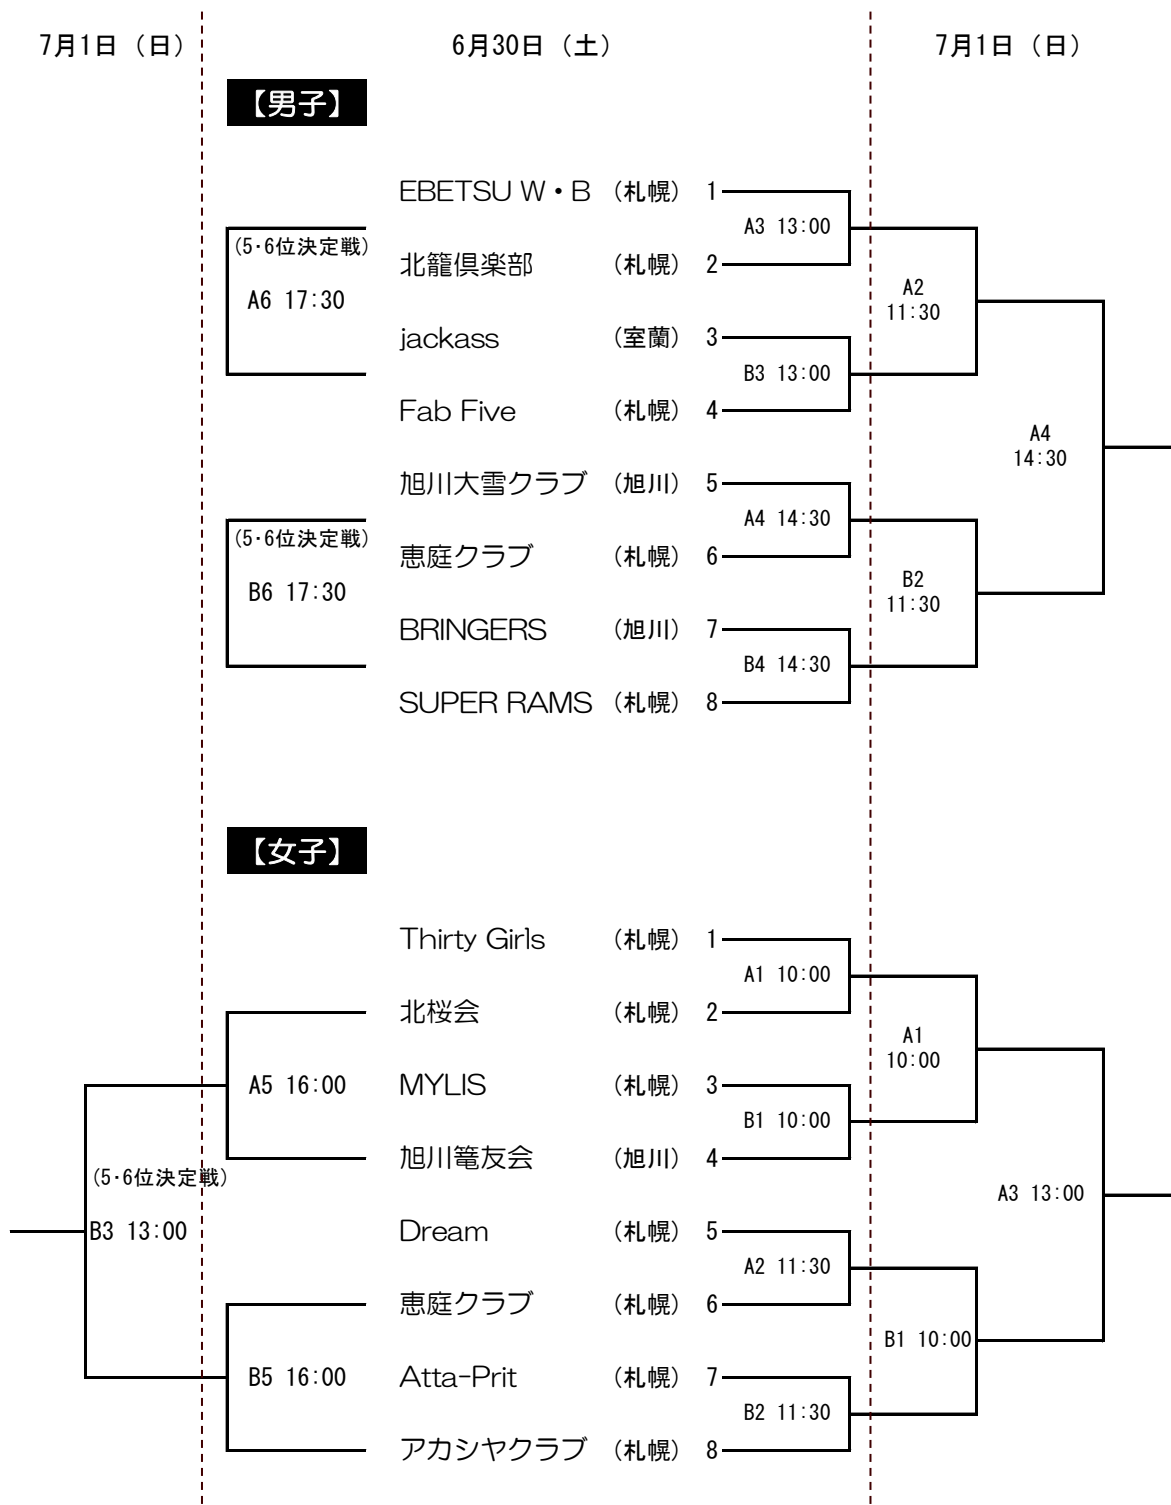 7月1日（日）
6月30日（土）
7月1日（日）
【男子】
EBETSU W・B （札幌） 1
A3 13:00
(5･6位決定戦)
北籠倶楽部 （札幌） 2
A6 17:30
A2
11:30
jackass （室蘭） 3
B3 13:00
Fab Five （札幌） 4
A4
14:30
旭川大雪クラブ （旭川） 5
A4 14:30
(5･6位決定戦)
恵庭クラブ （札幌） 6
B6 17:30
B2
11:30
BRINGERS （旭川） 7
B4 14:30
SUPER RAMS （札幌） 8
【女子】
Thirty Girls （札幌） 1
A1 10:00
北桜会 （札幌） 2
A1
10:00
A5 16:00
MYLIS （札幌） 3
B1 10:00
旭川篭友会 （旭川） 4
(5･6位決定戦)
A3 13:00
B3 13:00
Dream （札幌） 5
A2 11:30
恵庭クラブ （札幌） 6
B1 10:00
B5 16:00
Atta-Prit （札幌） 7
B2 11:30
アカシヤクラブ （札幌） 8